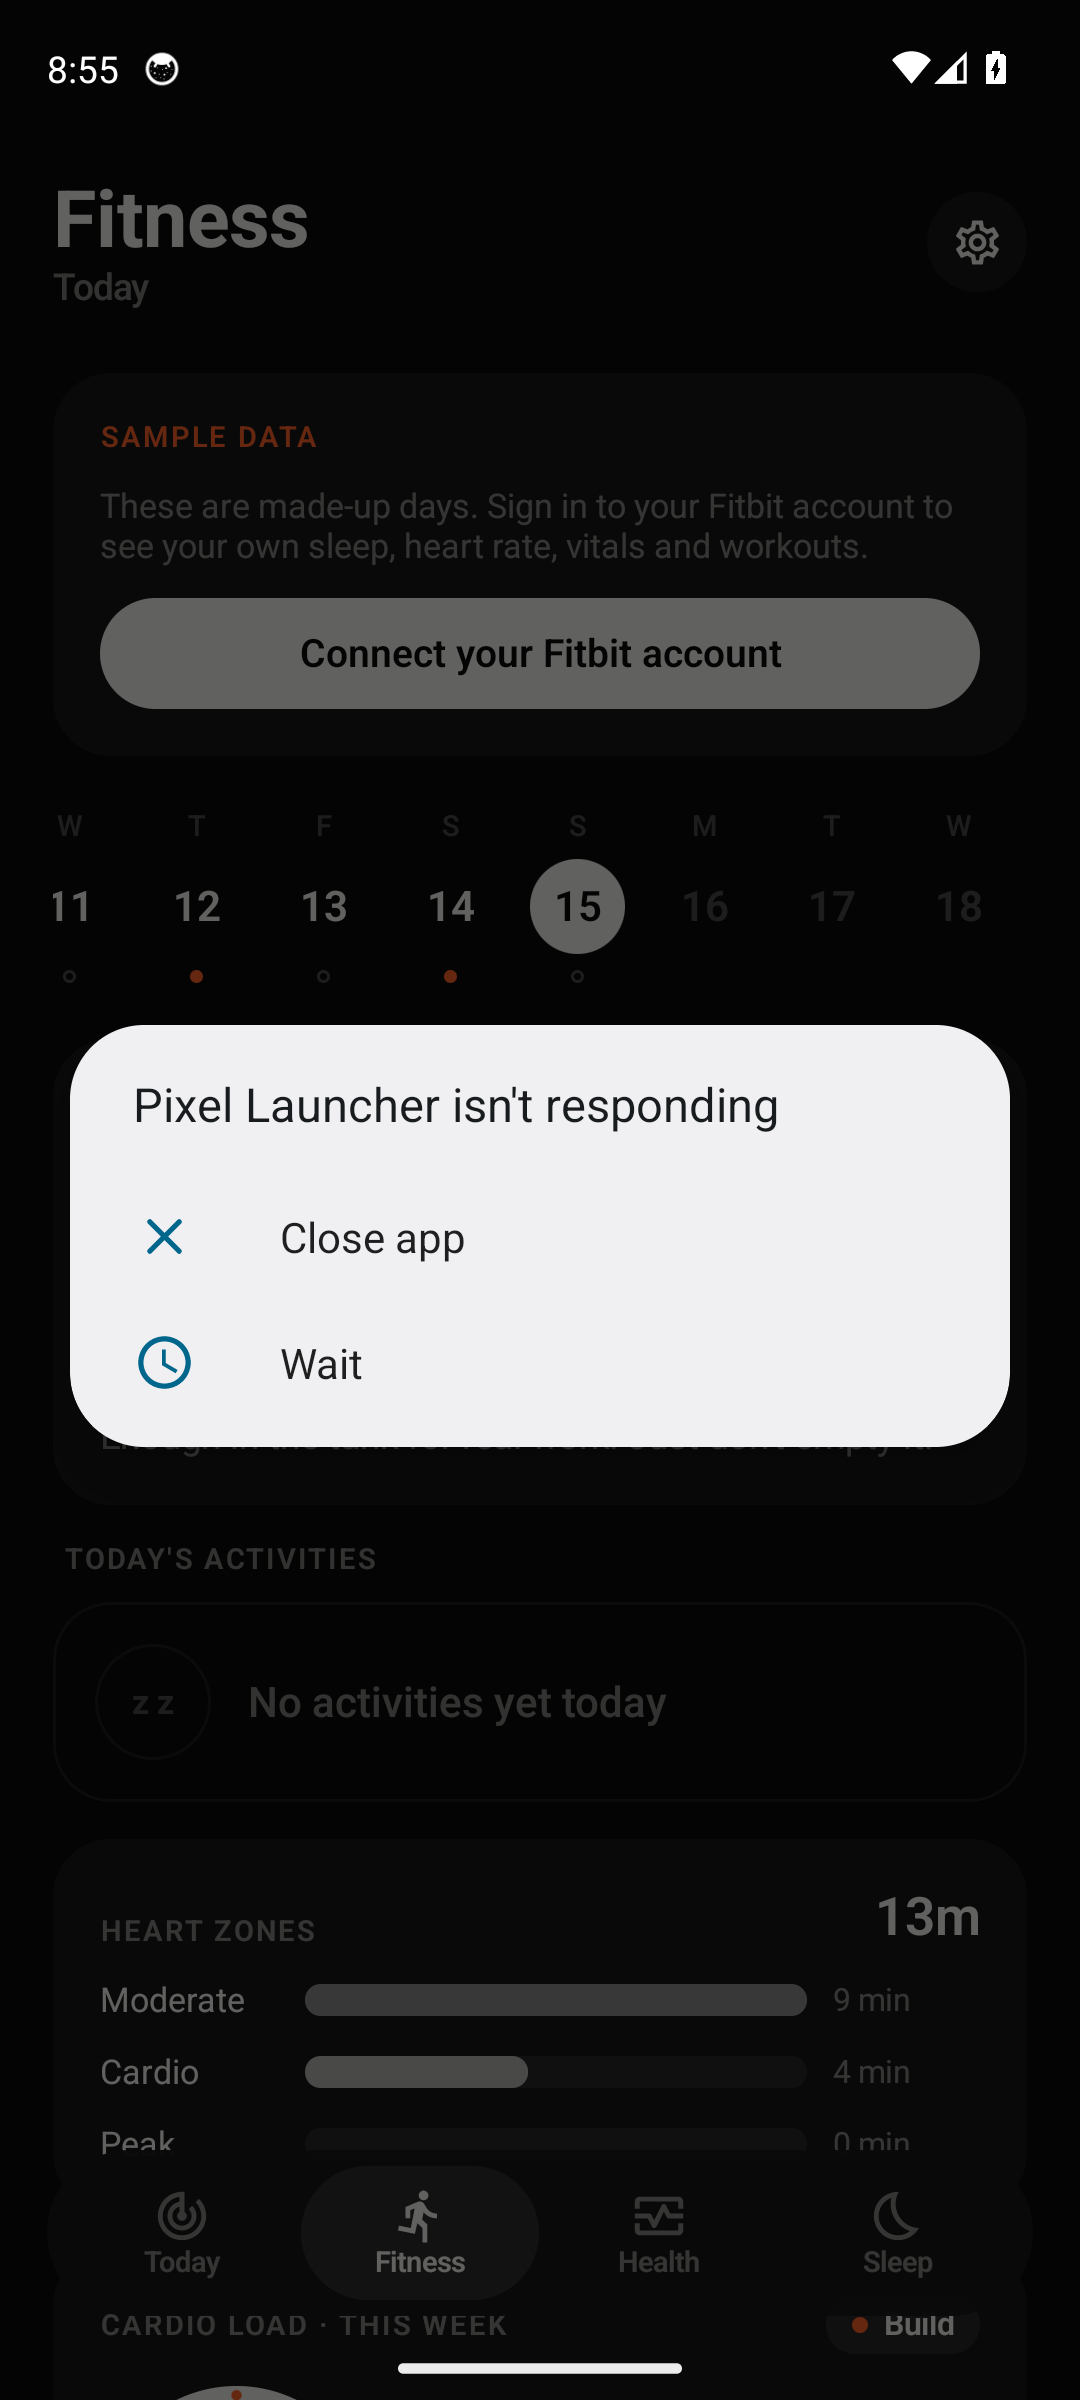 8:55
Fitness
Today
SAMPLE DATA
These are made-up days. Sign in to your Fitbit account to
see your own sleep, heart rate, vitals and workouts.
Connect your Fitbit account
W T F S S M T W
11 12 13 14 15 16 17 18
Pixel Launcher isn't responding
Close app
Wait
TODAY'S ACTIVITIES
z z
No activities yet today
13m
HEART ZONES
Moderate 9 min
Cardio 4 min
Peak 0 min
Today Fitness Health Sleep
CARDIO LOAD · THIS WEEK Build